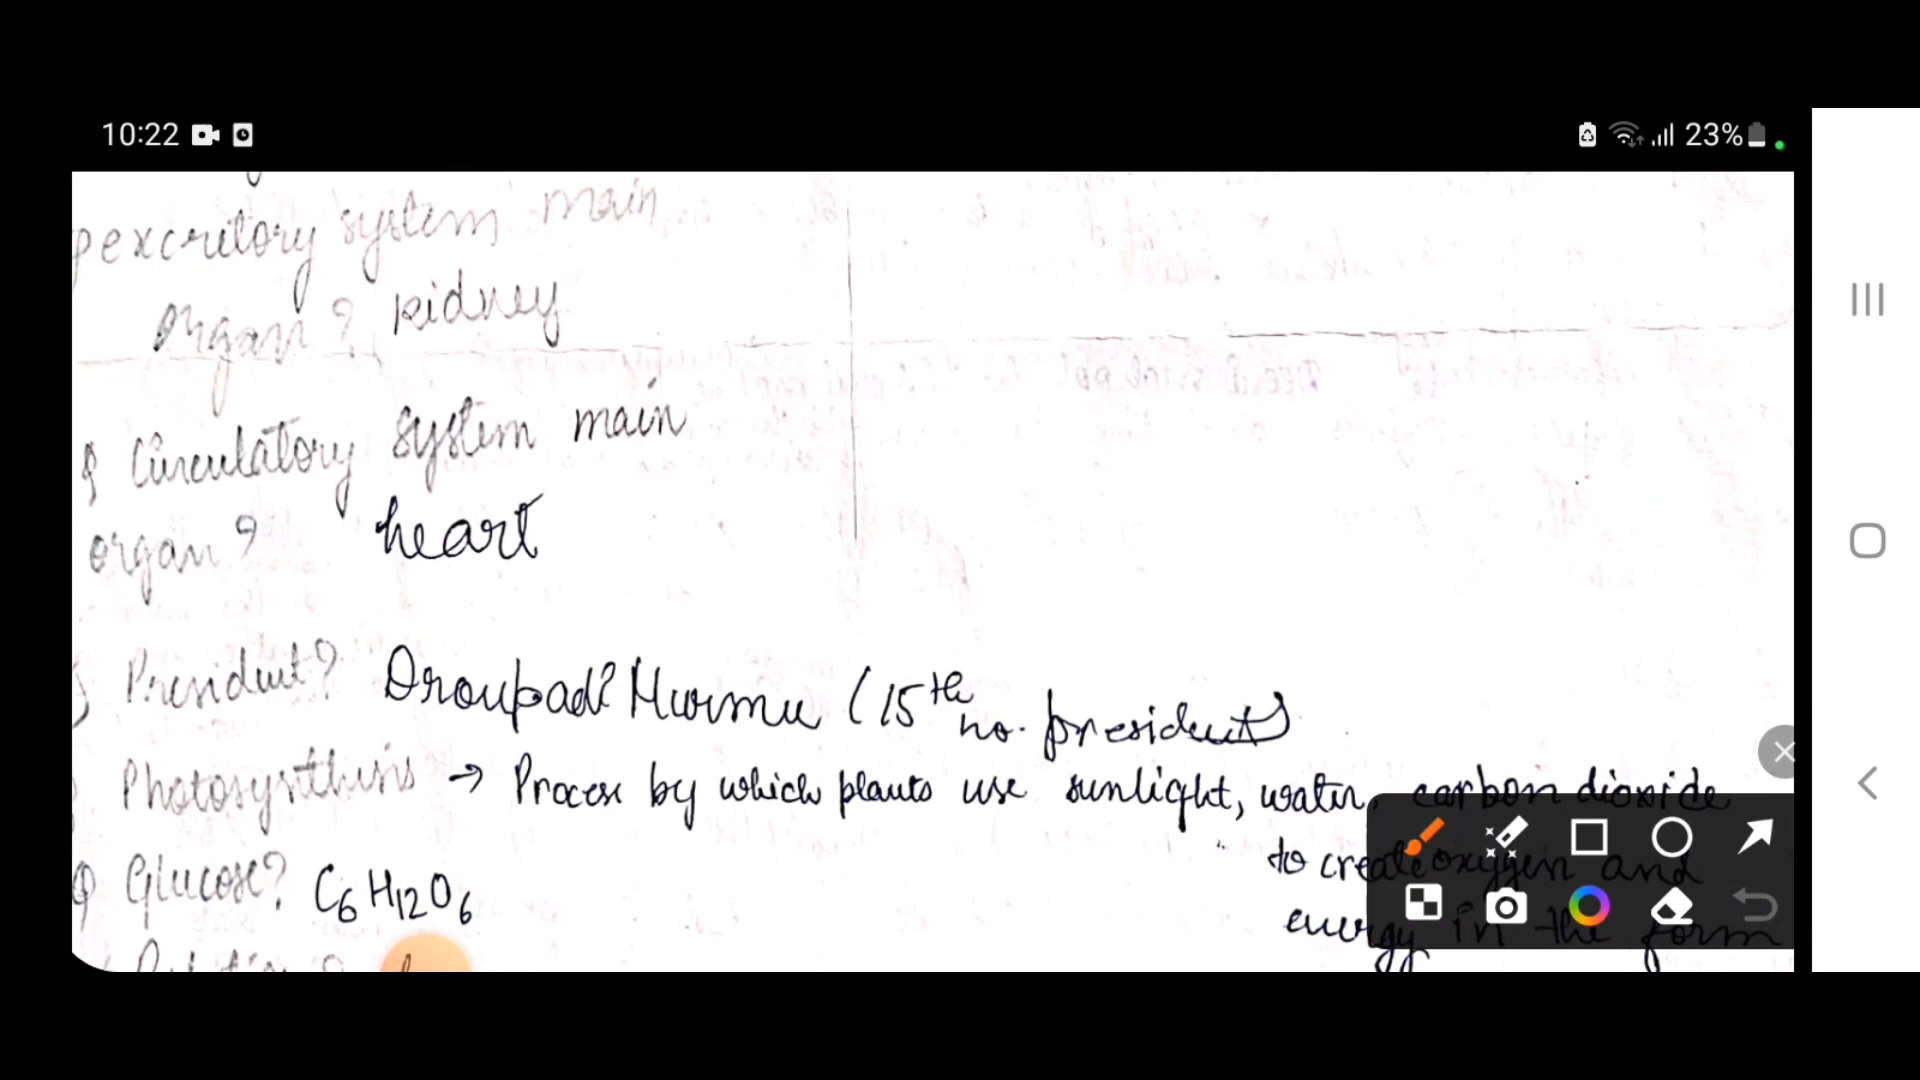 10:22
23%
excritory system main
organ? kidney
Circulatory system main
organ? heart
President? Droupadi Murmu (15th no. president)
Photosynthesis → Process by which plants use sunlight, water, carbon dioxide
to create oxygen and
energy in the form
Q Glucose? C6H12O6